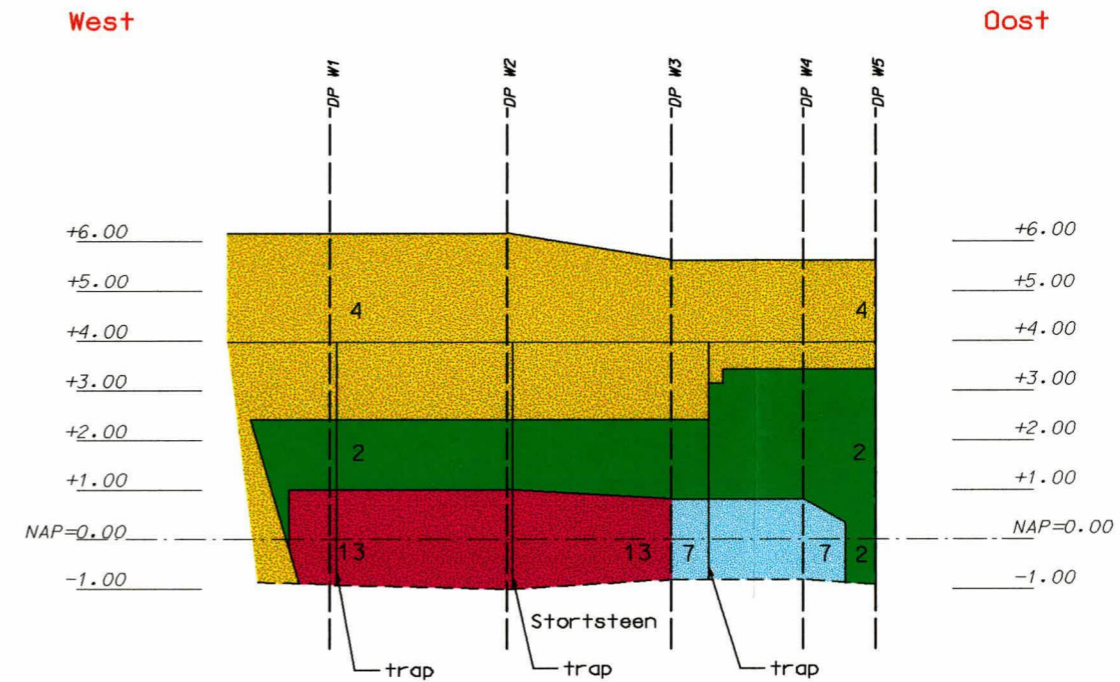 West Oost
DP W1 DP W2 DP W3 DP W4 DP W5
+6.00 +6.00
+5.00 4 4 +5.00
+4.00 +4.00
+3.00 +3.00
+2.00 2 2 +2.00
+1.00 +1.00
NAP=0.00 NAP=0.00
13 13 7 7 2
-1.00 -1.00
Stortsteen
trap trap trap